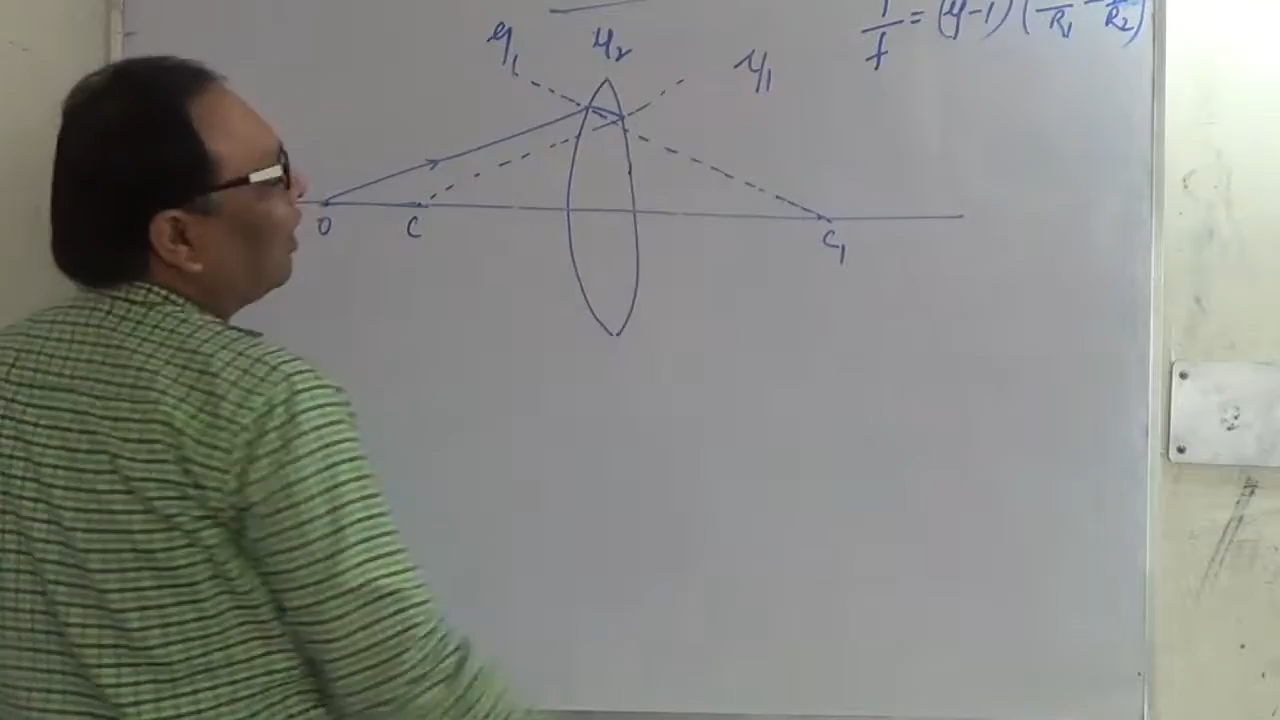 1/f = (μ-1) (1/R₁ - 1/R₂)
μ₁ μ₂ μ₁
O C C₁